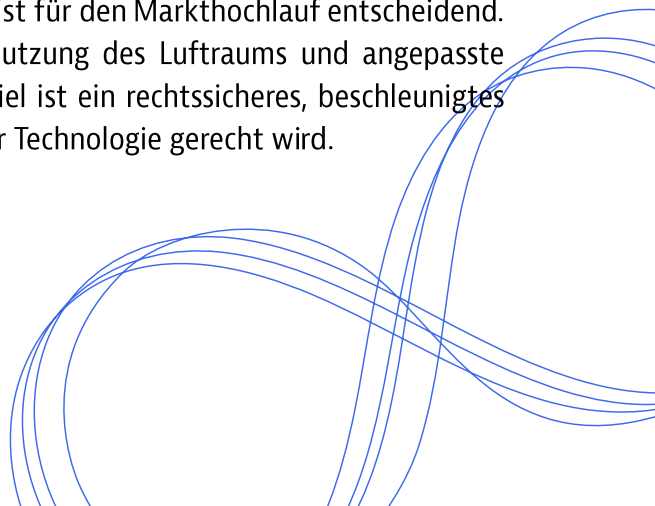 ist für den Markthochlauf entscheidend.
utzung des Luftraums und angepasste
iel ist ein rechtssicheres, beschleunigtes
r Technologie gerecht wird.